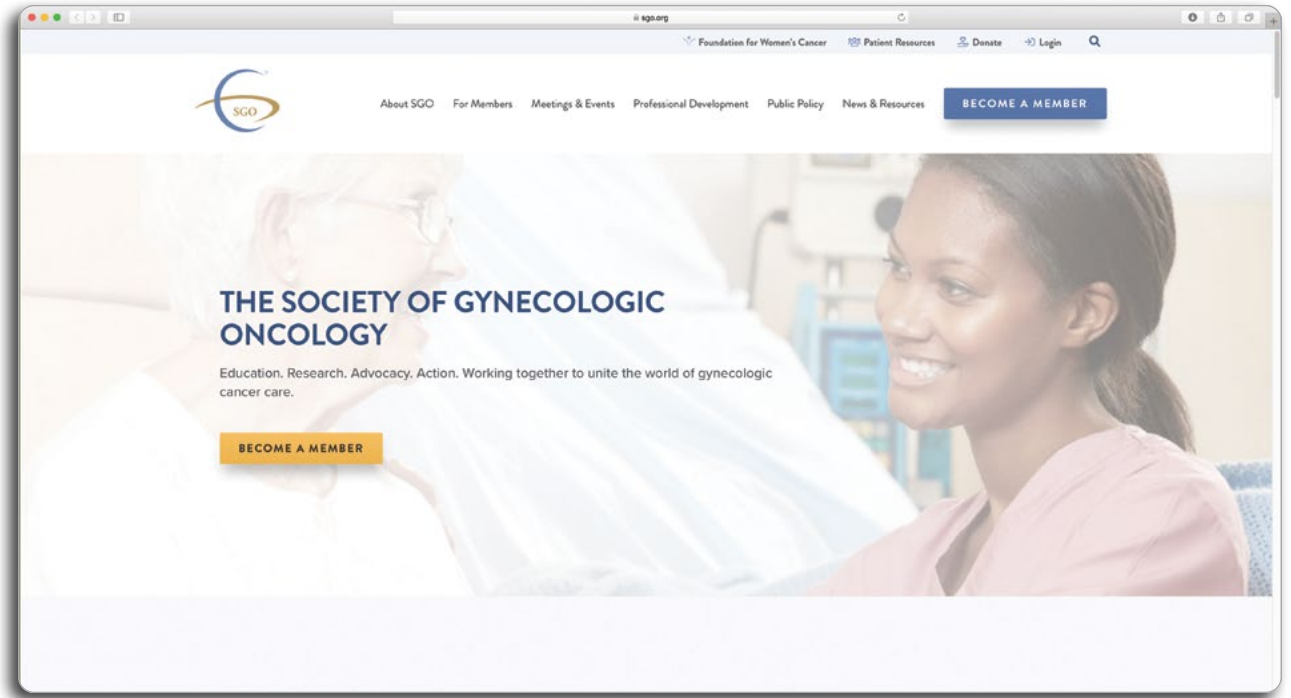 sgo.org
Foundation for Women's Cancer Patient Resources Donate Login
SGO
About SGO For Members Meetings & Events Professional Development Public Policy News & Resources BECOME A MEMBER
THE SOCIETY OF GYNECOLOGIC
ONCOLOGY
Education. Research. Advocacy. Action. Working together to unite the world of gynecologic
cancer care.
BECOME A MEMBER